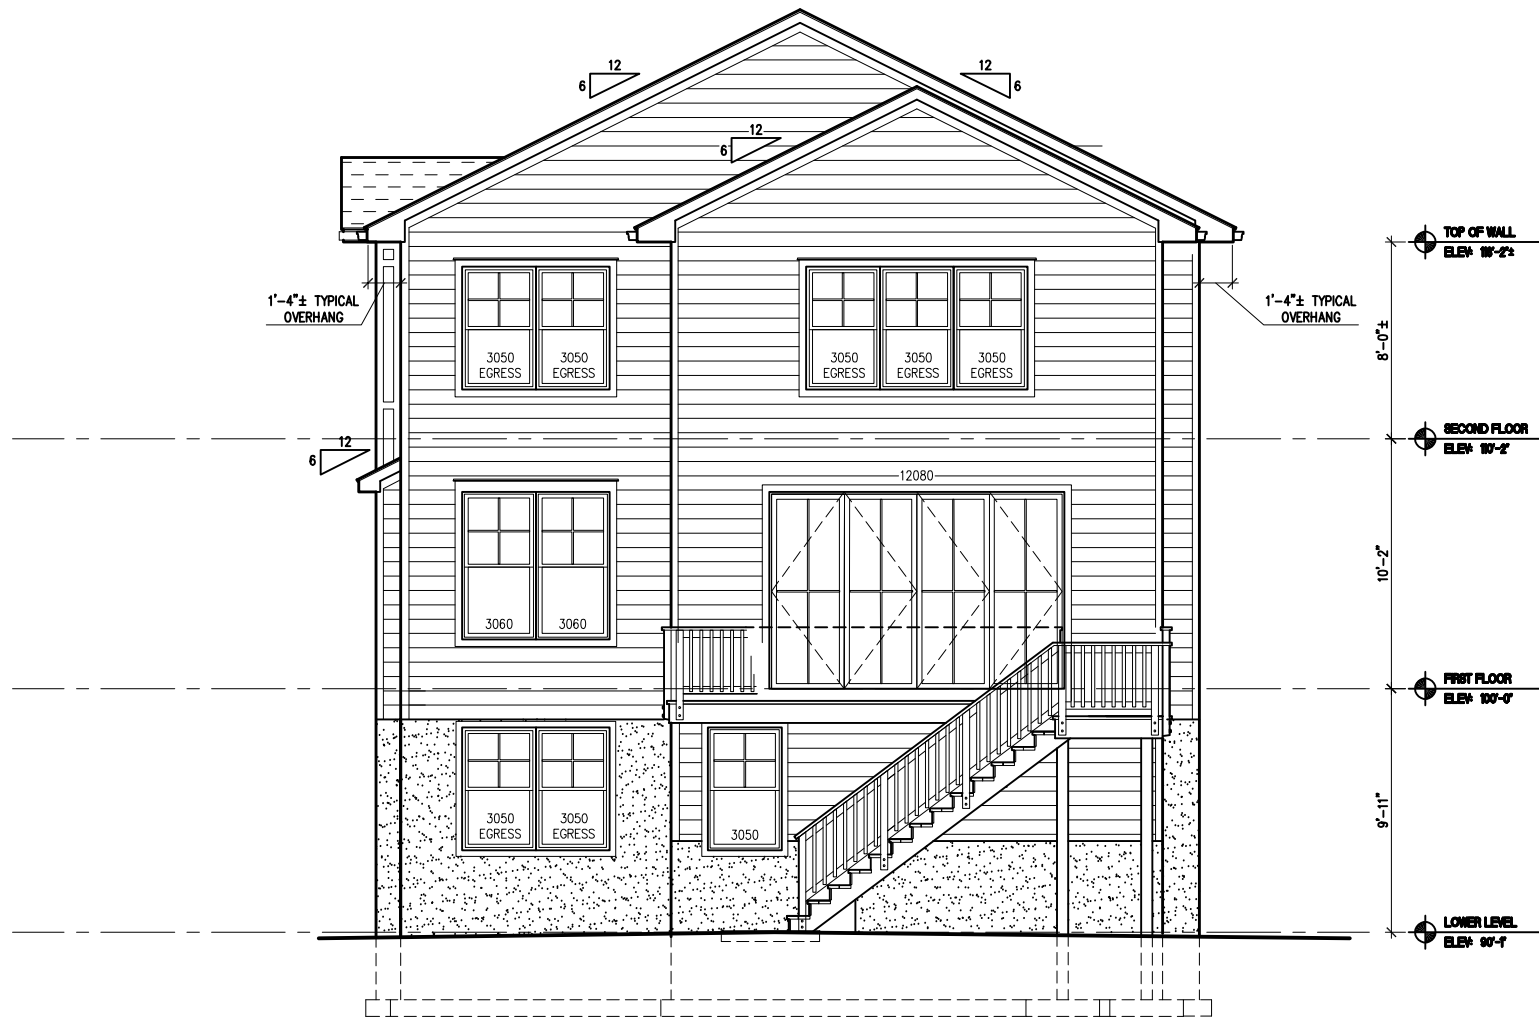 12
6
12
6
12
6
TOP OF WALL
ELEV: 118'-2"±
1'-4"± TYPICAL
OVERHANG
1'-4"± TYPICAL
OVERHANG
8'-0"±
3050
EGRESS
3050
EGRESS
3050
EGRESS
3050
EGRESS
3050
EGRESS
SECOND FLOOR
ELEV: 110'-2"
12
6
12080
10'-2"
3060
3060
FIRST FLOOR
ELEV: 100'-0"
3050
EGRESS
3050
EGRESS
3050
9'-11"
LOWER LEVEL
ELEV: 90'-1"